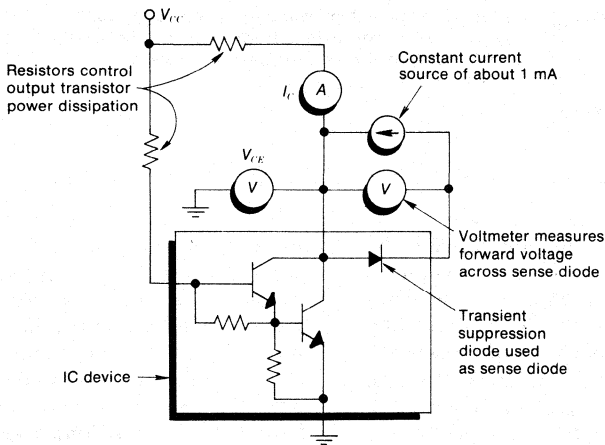 V_CC
Resistors control
output transistor
power dissipation
I_C
A
Constant current
source of about 1 mA
V_CE
V
V
Voltmeter measures
forward voltage
across sense diode
Transient
suppression
diode used
as sense diode
IC device